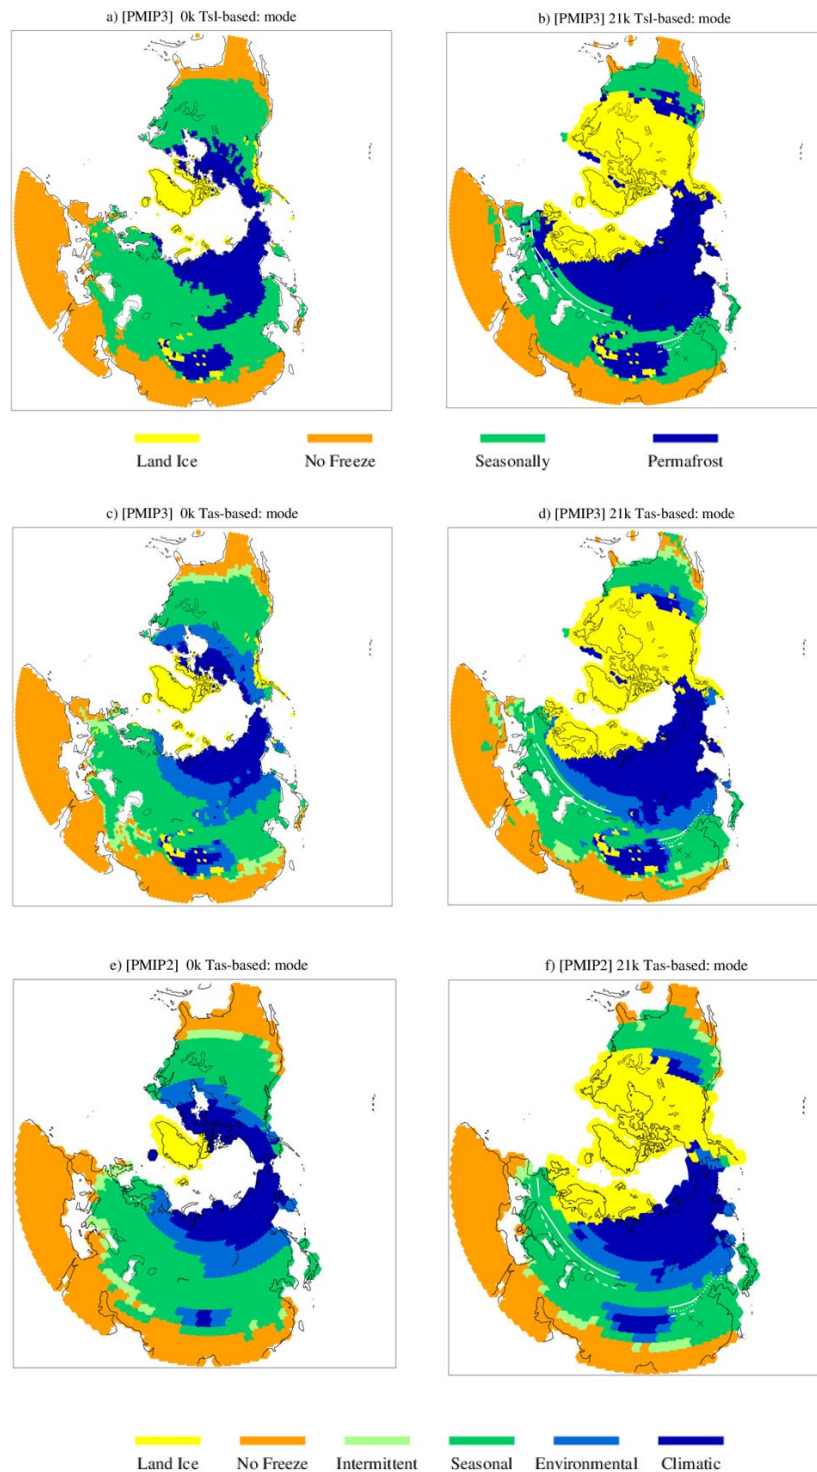 a) [PMIP3] 0k Tsl-based: mode
b) [PMIP3] 21k Tsl-based: mode
Land Ice No Freeze Seasonally Permafrost
c) [PMIP3] 0k Tas-based: mode
d) [PMIP3] 21k Tas-based: mode
e) [PMIP2] 0k Tas-based: mode
f) [PMIP2] 21k Tas-based: mode
Land Ice No Freeze Intermittent Seasonal Environmental Climatic